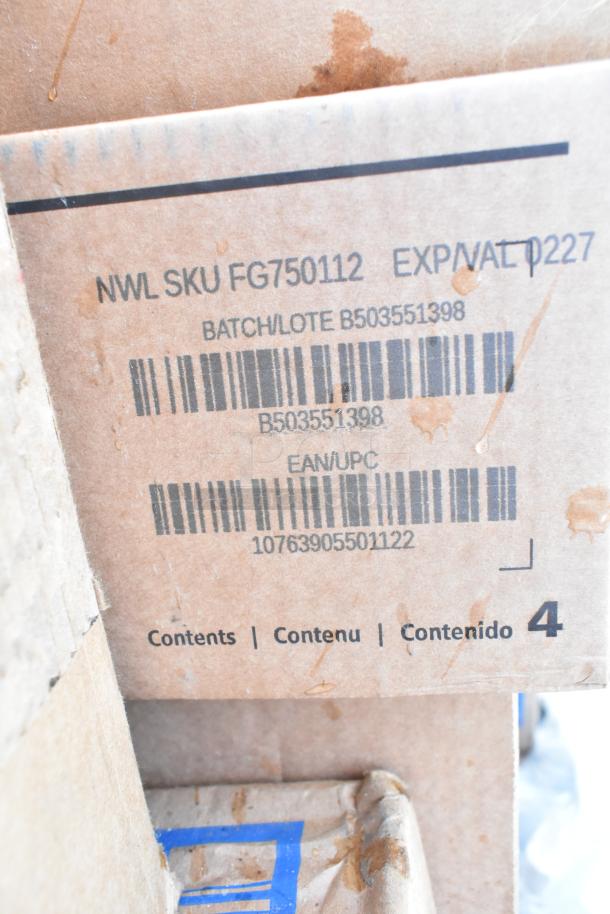 NWL SKU FG750112 EXP/VAL 0227
BATCH/LOTE B503551398
B503551398
EAN/UPC
10763905501122
Contents | Contenu | Contenido 4